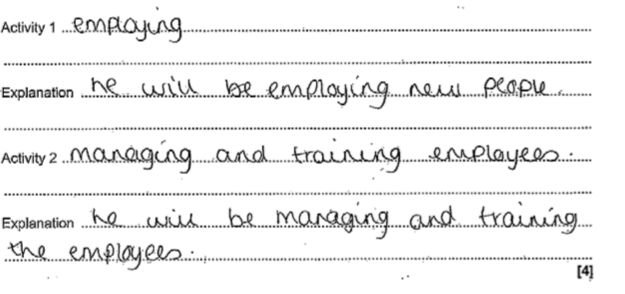 Activity 1 employing
Explanation he will be employing new people.
Activity 2 managing and training employees.
Explanation he will be managing and training
the employees.
[4]